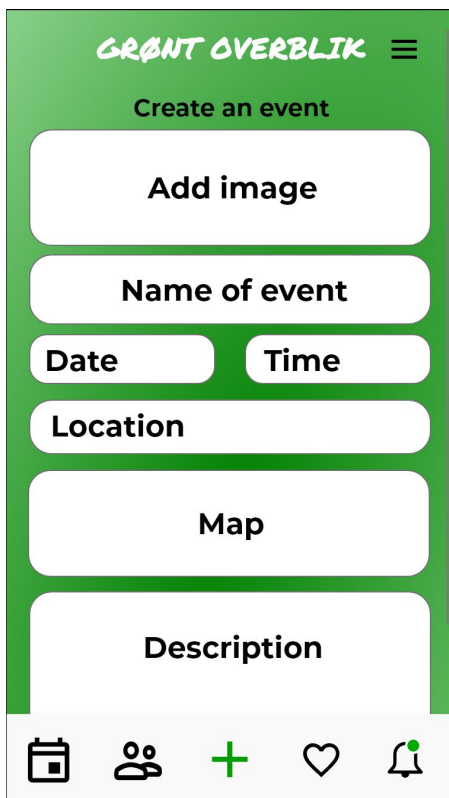 GRØNT OVERBLIK
Create an event
Add image
Name of event
Date Time
Location
Map
Description